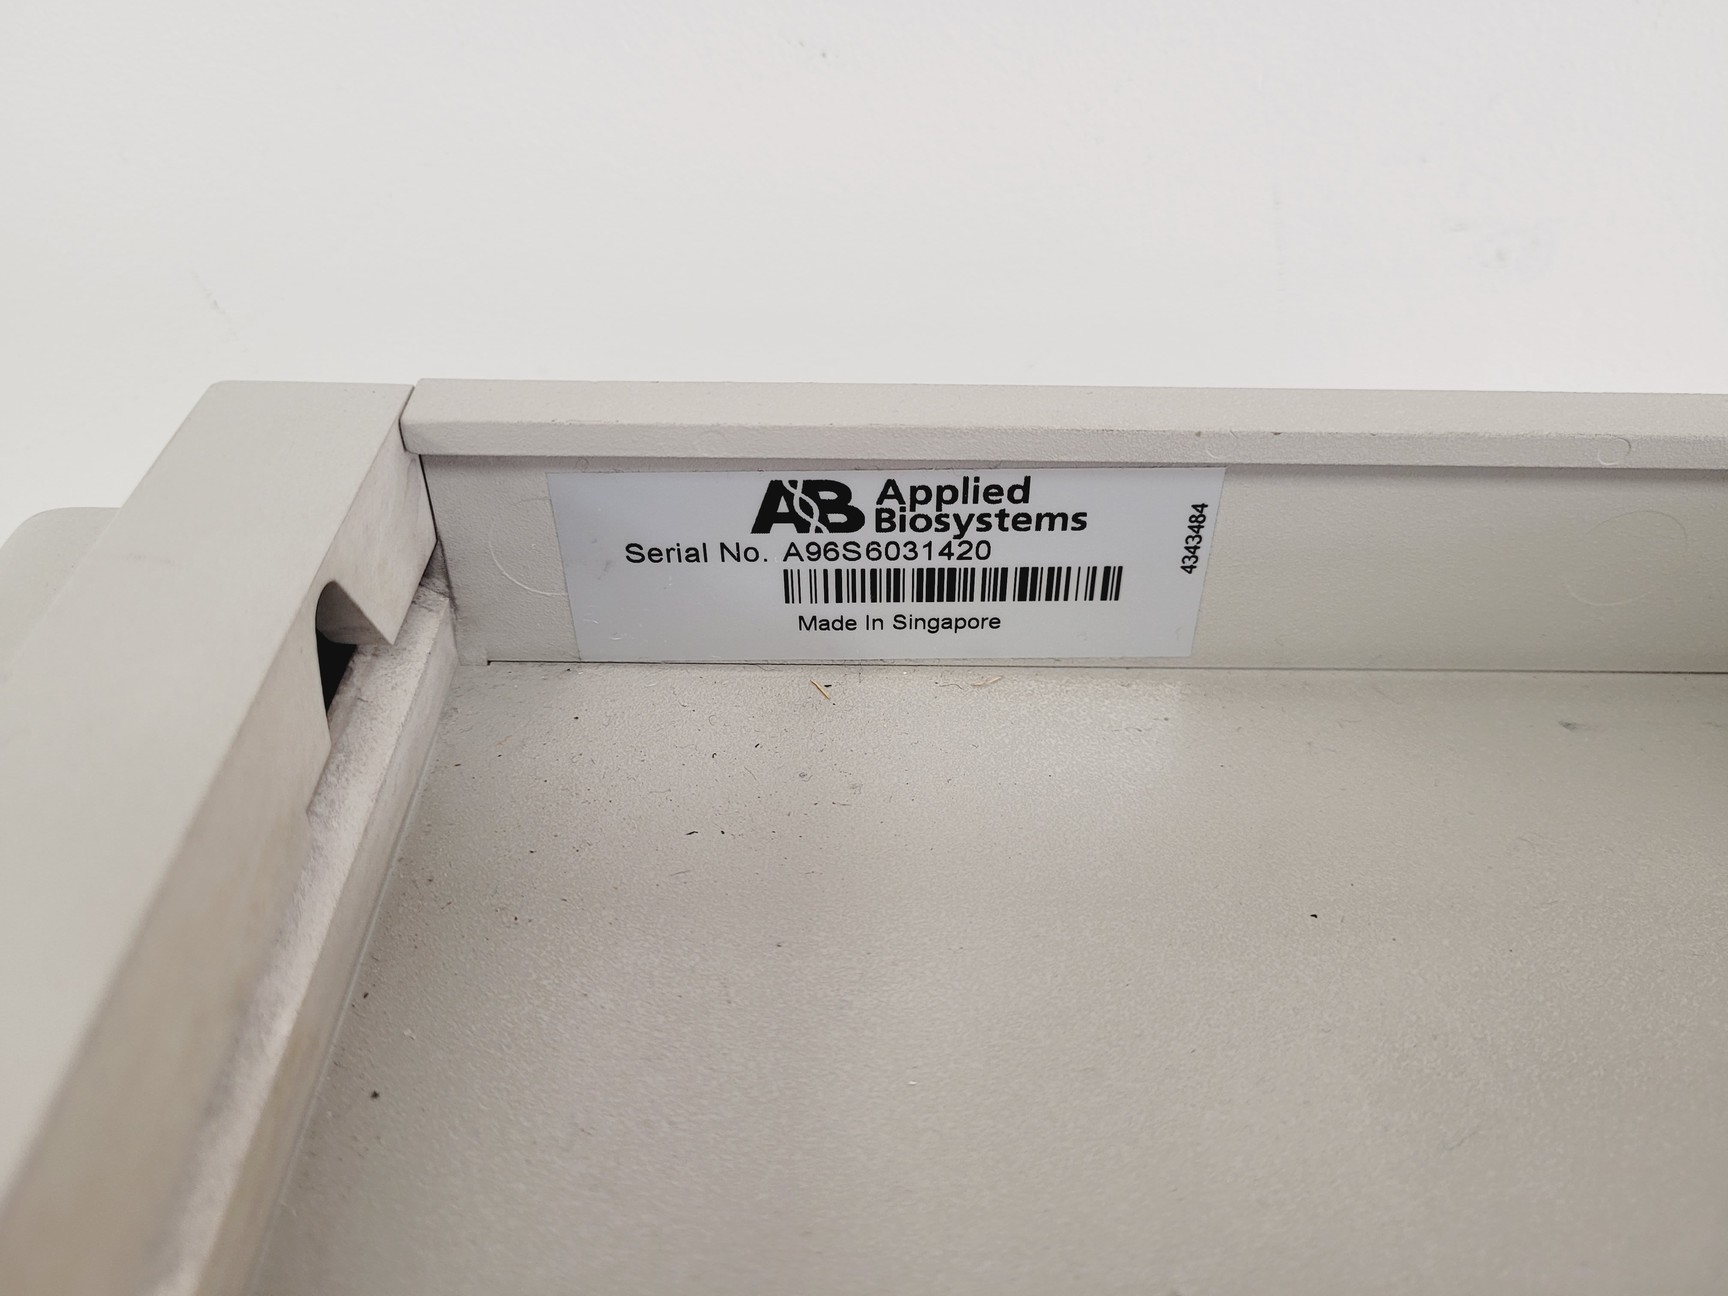 AB Applied
Biosystems
Serial No. A96S6031420
Made In Singapore
4343484